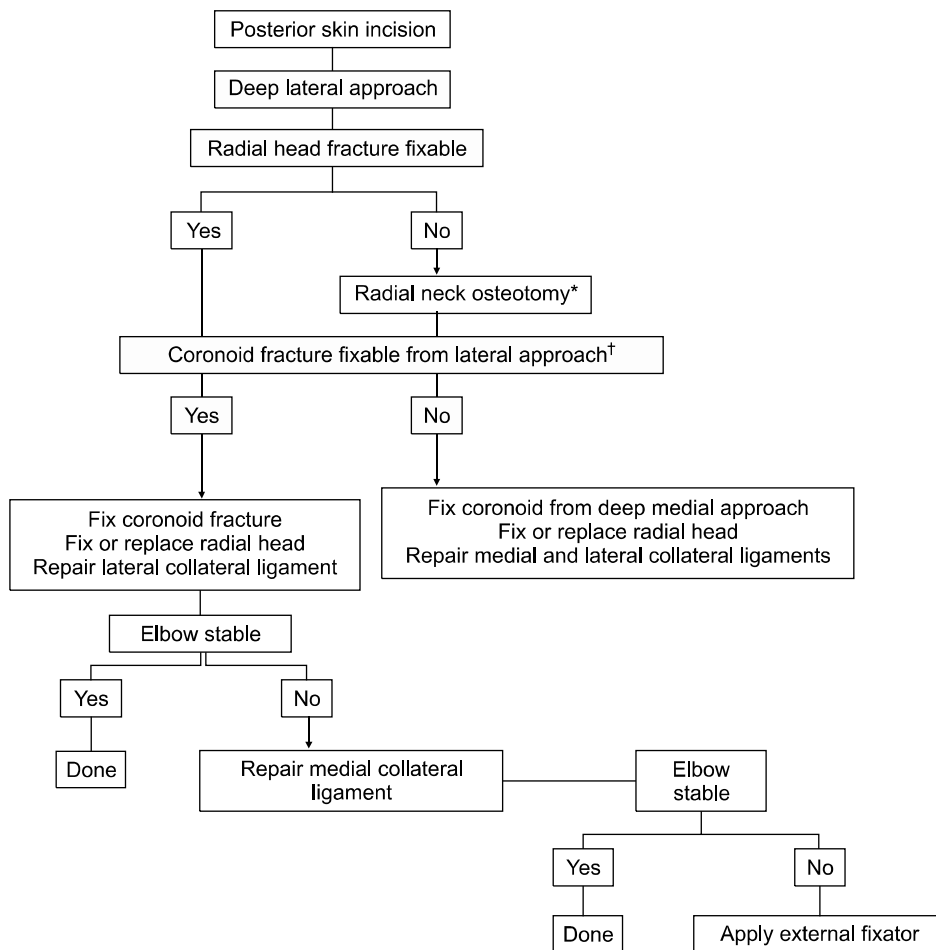 Posterior skin incision
Deep lateral approach
Radial head fracture fixable
Yes
No
Radial neck osteotomy*
Coronoid fracture fixable from lateral approach†
Yes
No
Fix coronoid fracture
Fix or replace radial head
Repair lateral collateral ligament
Fix coronoid from deep medial approach
Fix or replace radial head
Repair medial and lateral collateral ligaments
Elbow stable
Yes
No
Done
Repair medial collateral
ligament
Elbow
stable
Yes
No
Done
Apply external fixator